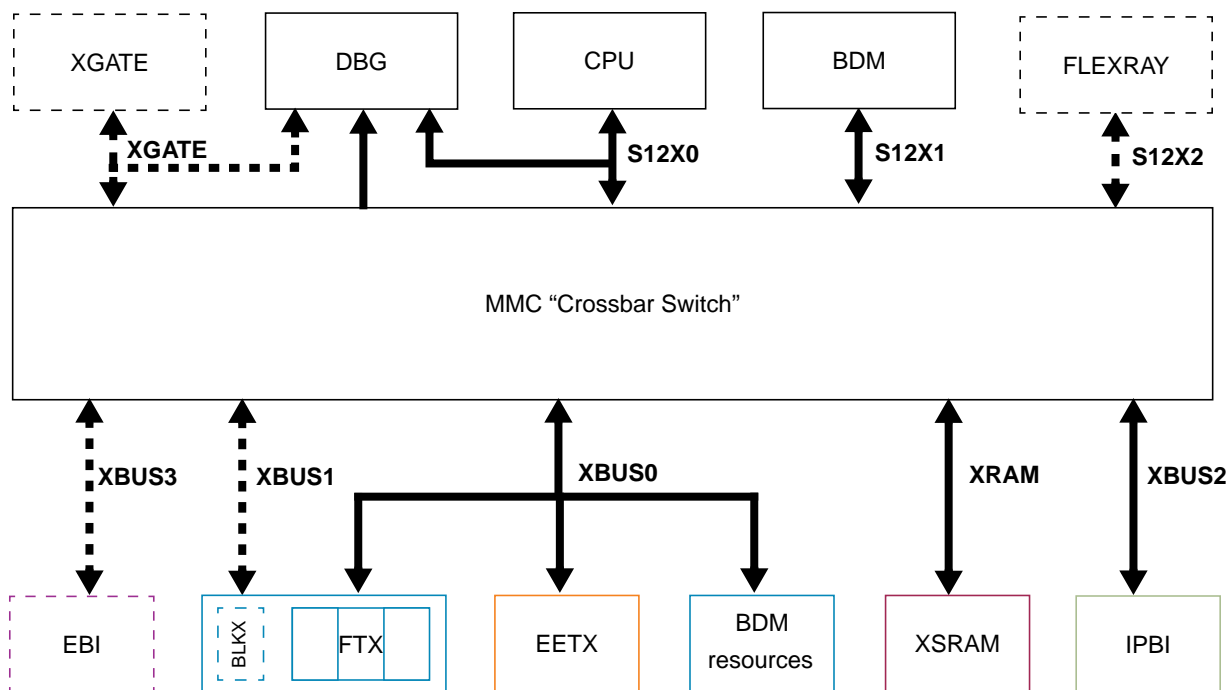 XGATE
DBG
CPU
BDM
FLEXRAY
XGATE
S12X0
S12X1
S12X2
MMC “Crossbar Switch”
XBUS3
XBUS1
XBUS0
XRAM
XBUS2
EBI
BLKX
FTX
EETX
BDM
resources
XSRAM
IPBI